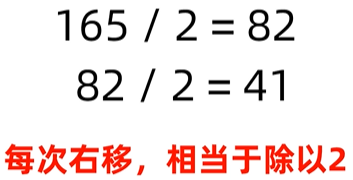 165 / 2 = 82
82 / 2 = 41
每次右移，相当于除以2